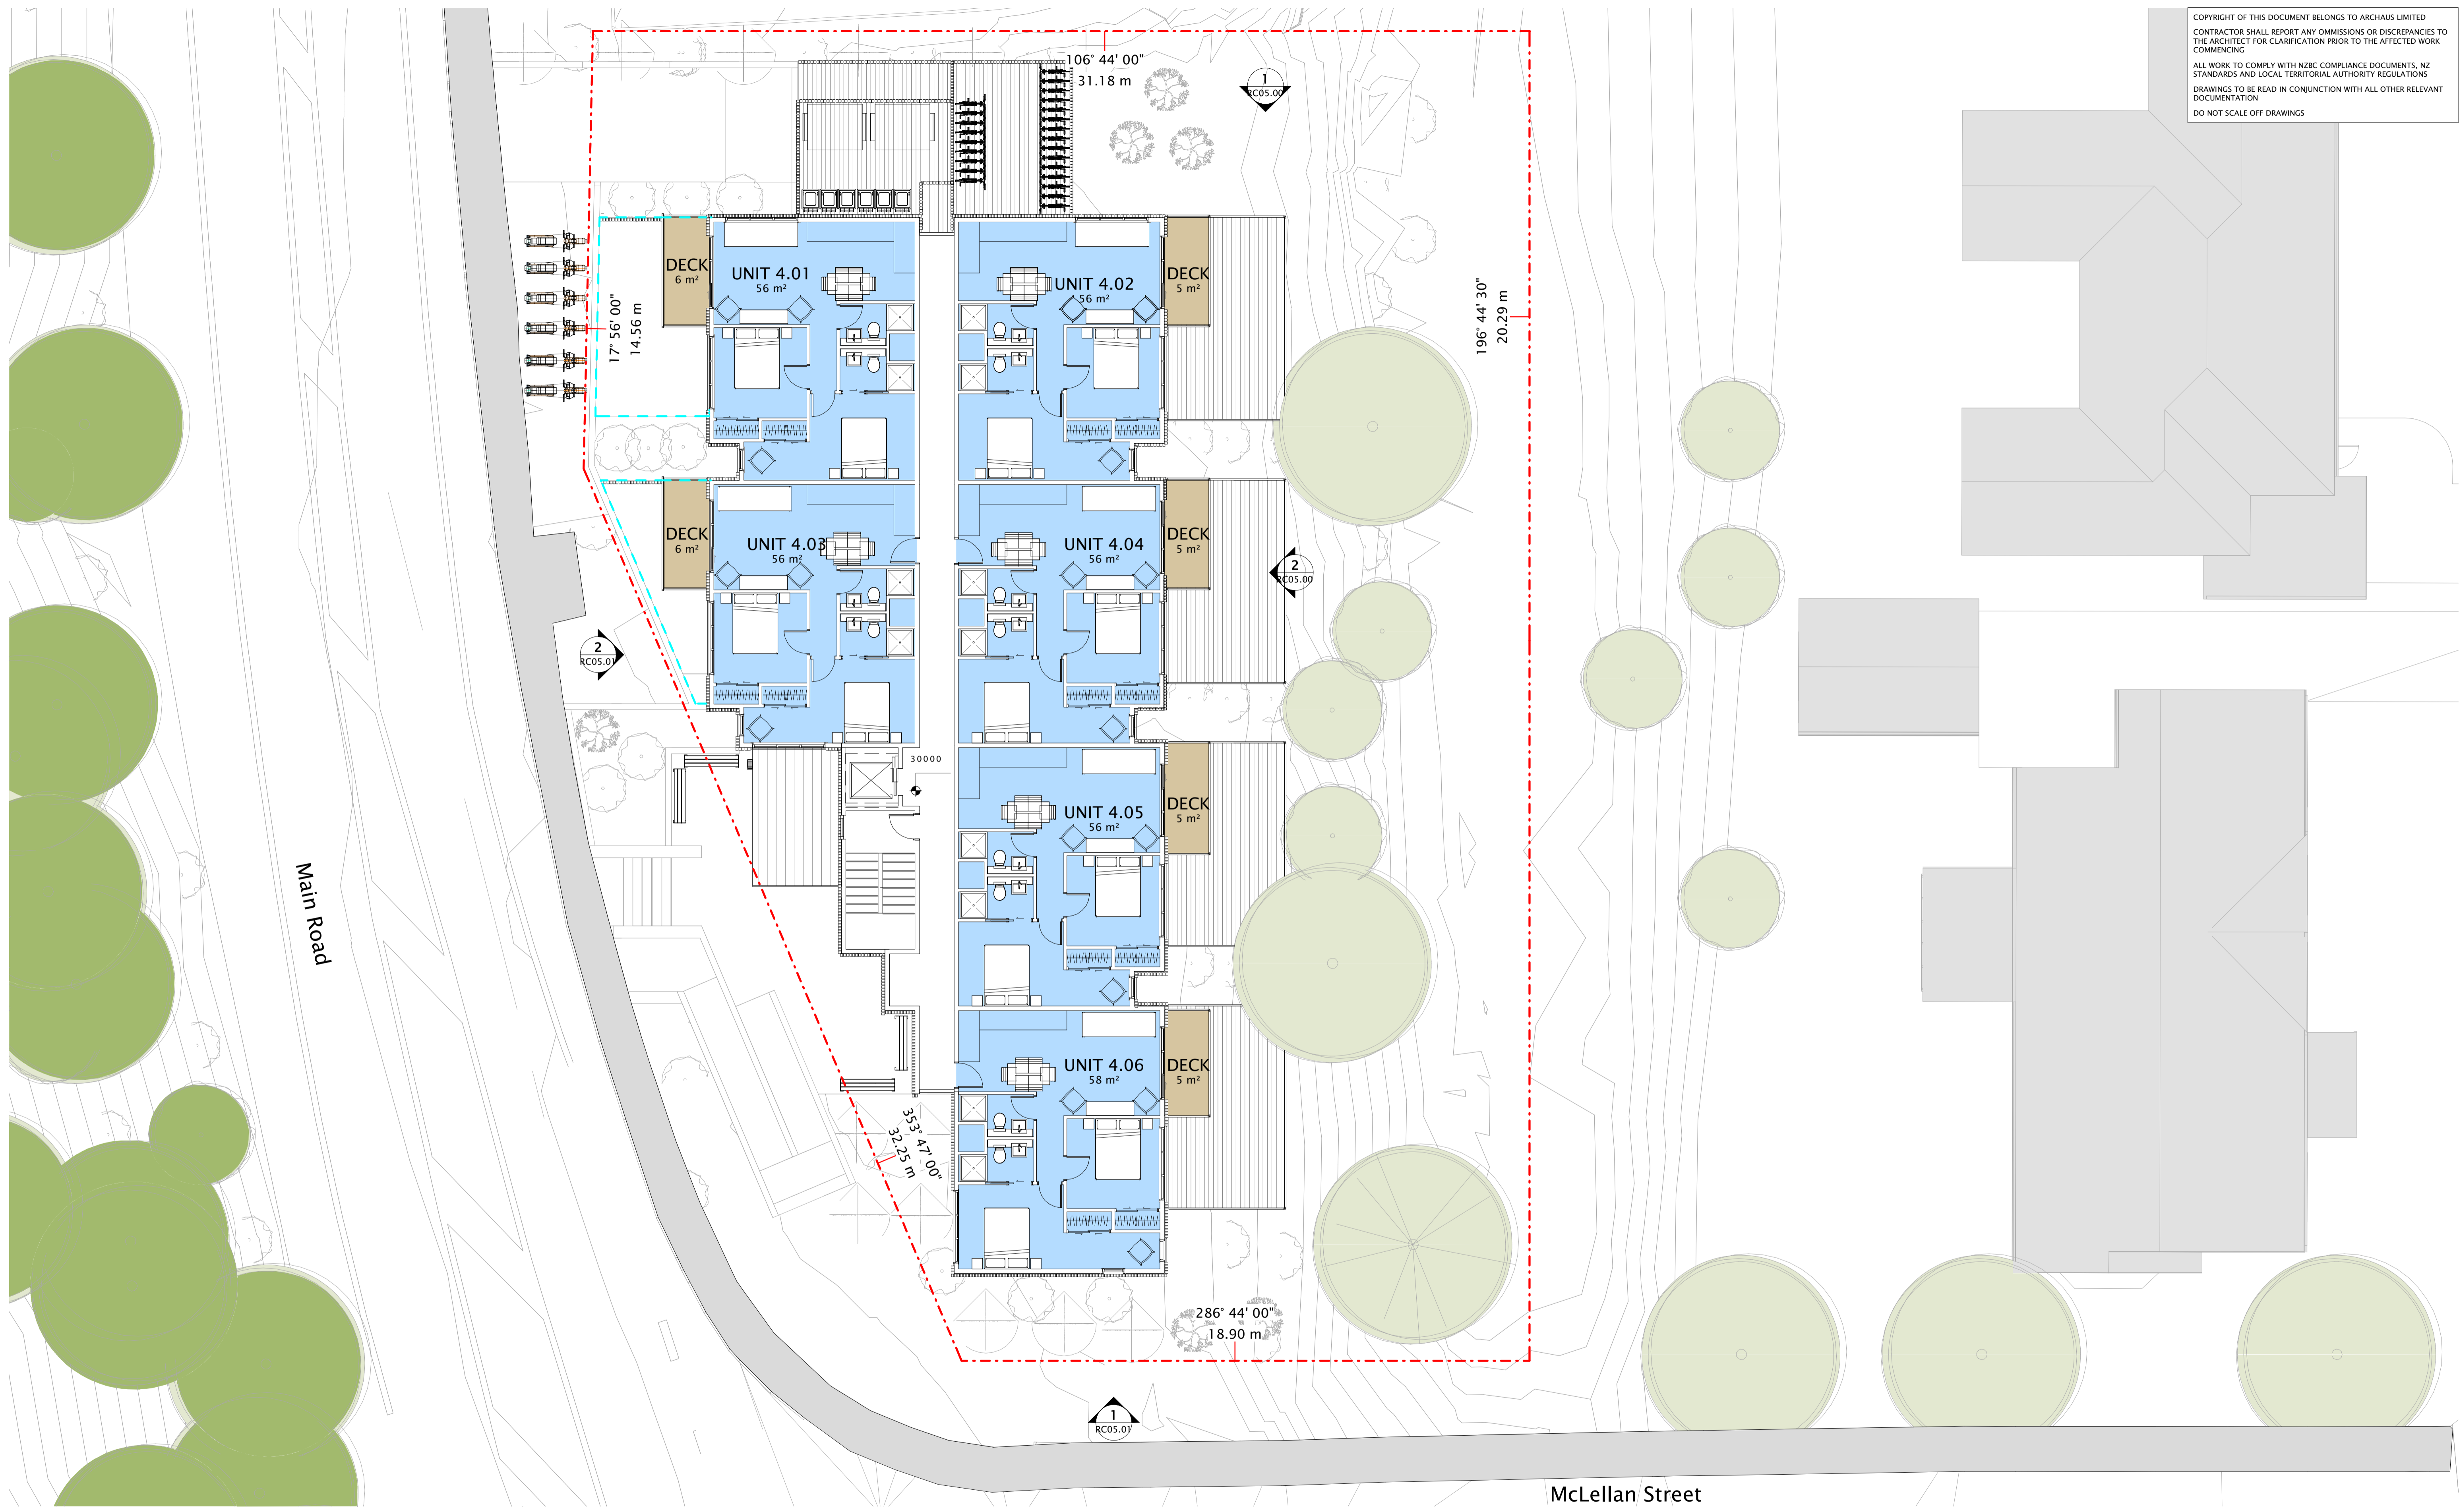 COPYRIGHT OF THIS DOCUMENT BELONGS TO ARCHAUS LIMITED
CONTRACTOR SHALL REPORT ANY OMMISSIONS OR DISCREPANCIES TO
THE ARCHITECT FOR CLARIFICATION PRIOR TO THE AFFECTED WORK
COMMENCING
ALL WORK TO COMPLY WITH NZBC COMPLIANCE DOCUMENTS, NZ
STANDARDS AND LOCAL TERRITORIAL AUTHORITY REGULATIONS
DRAWINGS TO BE READ IN CONJUNCTION WITH ALL OTHER RELEVANT
DOCUMENTATION
DO NOT SCALE OFF DRAWINGS
106° 44' 00"
31.18 m
1
RC05.00
DECK
6 m²
UNIT 4.01
56 m²
UNIT 4.02
56 m²
DECK
5 m²
17° 56' 00"
14.56 m
196° 44' 30"
20.29 m
DECK
6 m²
UNIT 4.03
56 m²
UNIT 4.04
56 m²
DECK
5 m²
2
RC05.00
2
RC05.01
30000
UNIT 4.05
56 m²
DECK
5 m²
Main Road
UNIT 4.06
58 m²
DECK
5 m²
353° 47' 00"
32.25 m
286° 44' 00"
18.90 m
1
RC05.01
McLellan Street